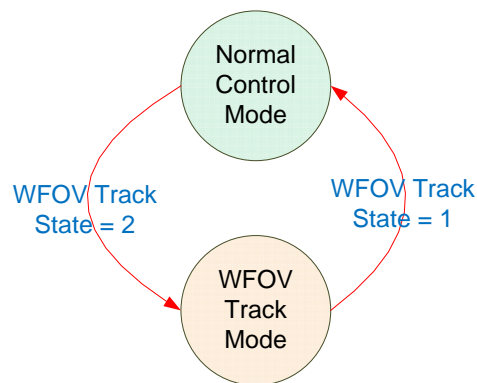 Normal
Control
Mode
WFOV Track
State = 2
WFOV Track
State = 1
WFOV
Track
Mode